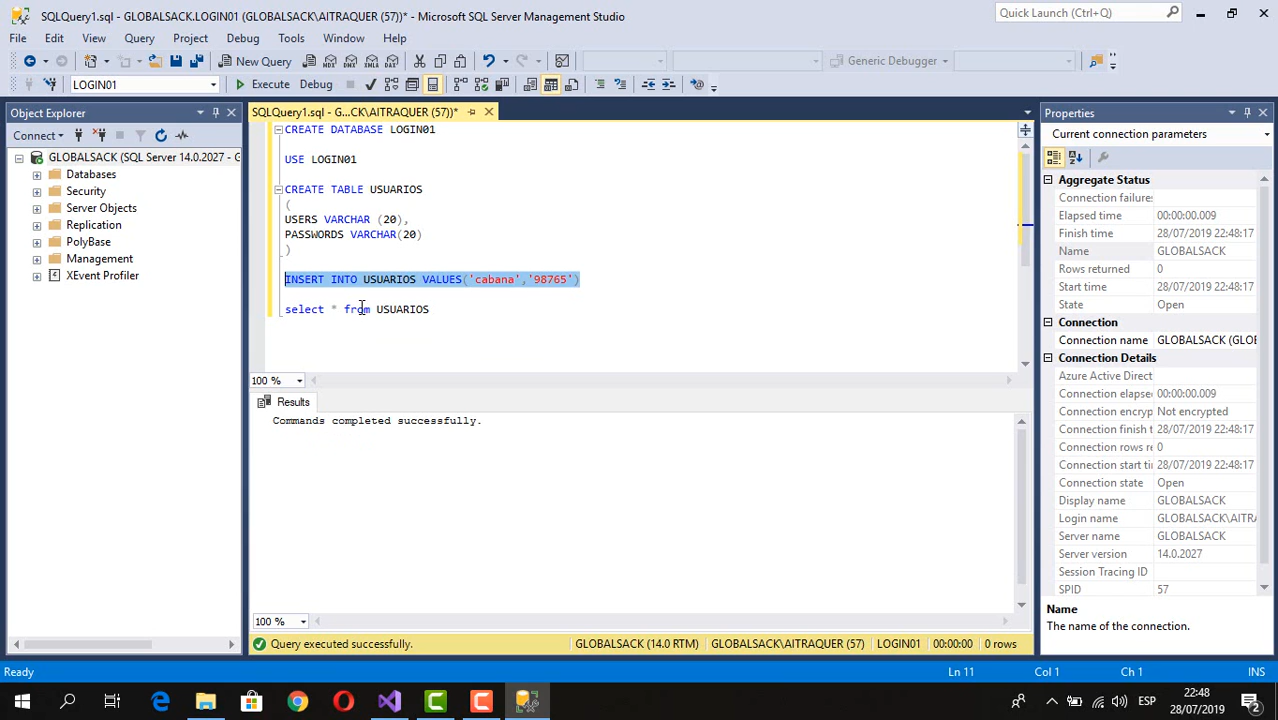 SQLQuery1.sql - GLOBALSACK.LOGIN01 (GLOBALSACK\AITRAQUER (57))* - Microsoft SQL Server Management Studio
Quick Launch (Ctrl+Q)
File Edit View Query Project Debug Tools Window Help
New Query MDX DMX XMLA DAX Generic Debugger
LOGIN01 Execute Debug
Object Explorer
Connect
GLOBALSACK (SQL Server 14.0.2027 - G
Databases
Security
Server Objects
Replication
PolyBase
Management
XEvent Profiler
SQLQuery1.sql - G...CK\AITRAQUER (57))*
CREATE DATABASE LOGIN01
USE LOGIN01
CREATE TABLE USUARIOS
(
USERS VARCHAR (20),
PASSWORDS VARCHAR(20)
)
INSERT INTO USUARIOS VALUES('cabana','98765')
select * from USUARIOS
100 %
Results
Commands completed successfully.
100 %
Query executed successfully. GLOBALSACK (14.0 RTM) GLOBALSACK\AITRAQUER (57) LOGIN01 00:00:00 0 rows
Properties
Current connection parameters
Aggregate Status
Connection failures
Elapsed time 00:00:00.009
Finish time 28/07/2019 22:48:17
Name GLOBALSACK
Rows returned 0
Start time 28/07/2019 22:48:17
State Open
Connection
Connection name GLOBALSACK (GLOB
Connection Details
Azure Active Direct
Connection elapse 00:00:00.009
Connection encryp Not encrypted
Connection finish t 28/07/2019 22:48:17
Connection rows re 0
Connection start ti 28/07/2019 22:48:17
Connection state Open
Display name GLOBALSACK
Login name GLOBALSACK\AITRA
Server name GLOBALSACK
Server version 14.0.2027
Session Tracing ID
SPID 57
Name
The name of the connection.
Ready Ln 11 Col 1 Ch 1 INS
ESP 22:48
28/07/2019 2